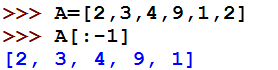 >>> A=[2,3,4,9,1,2]
>>> A[:-1]
[2, 3, 4, 9, 1]